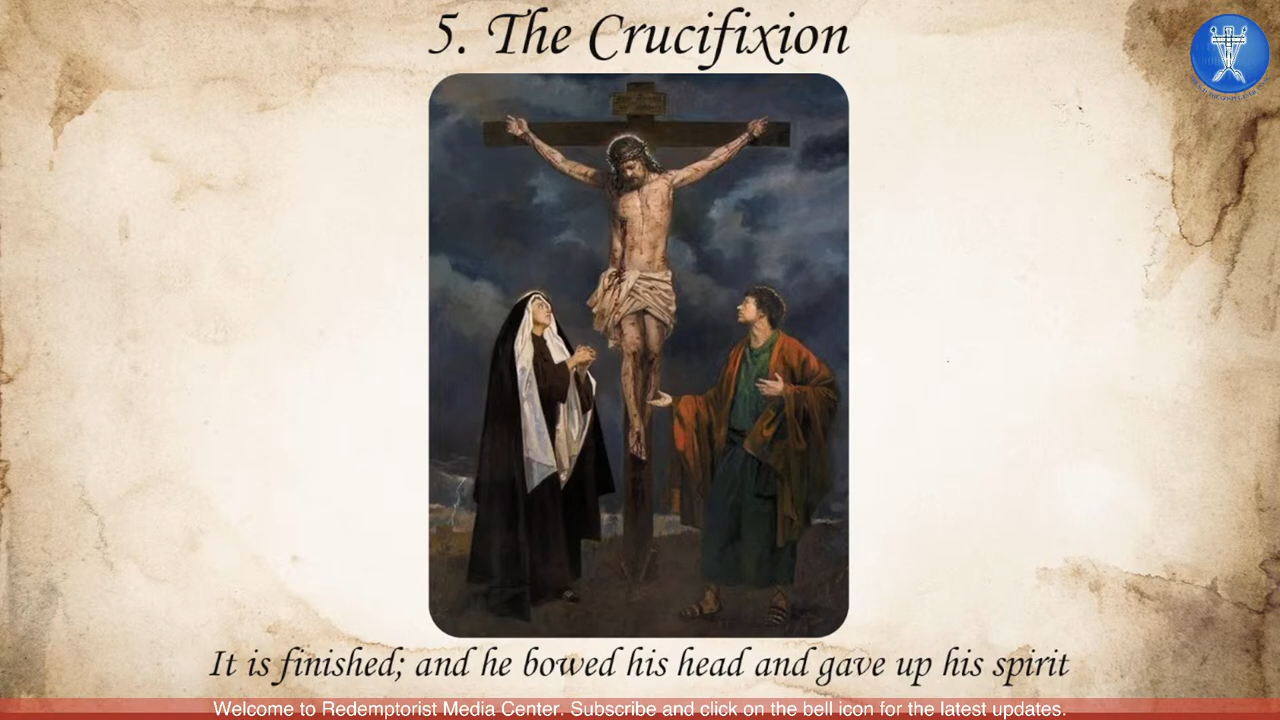 5. The Crucifixion
It is finished; and he bowed his head and gave up his spirit
Welcome to Redemptorist Media Center. Subscribe and click on the bell icon for the latest updates.